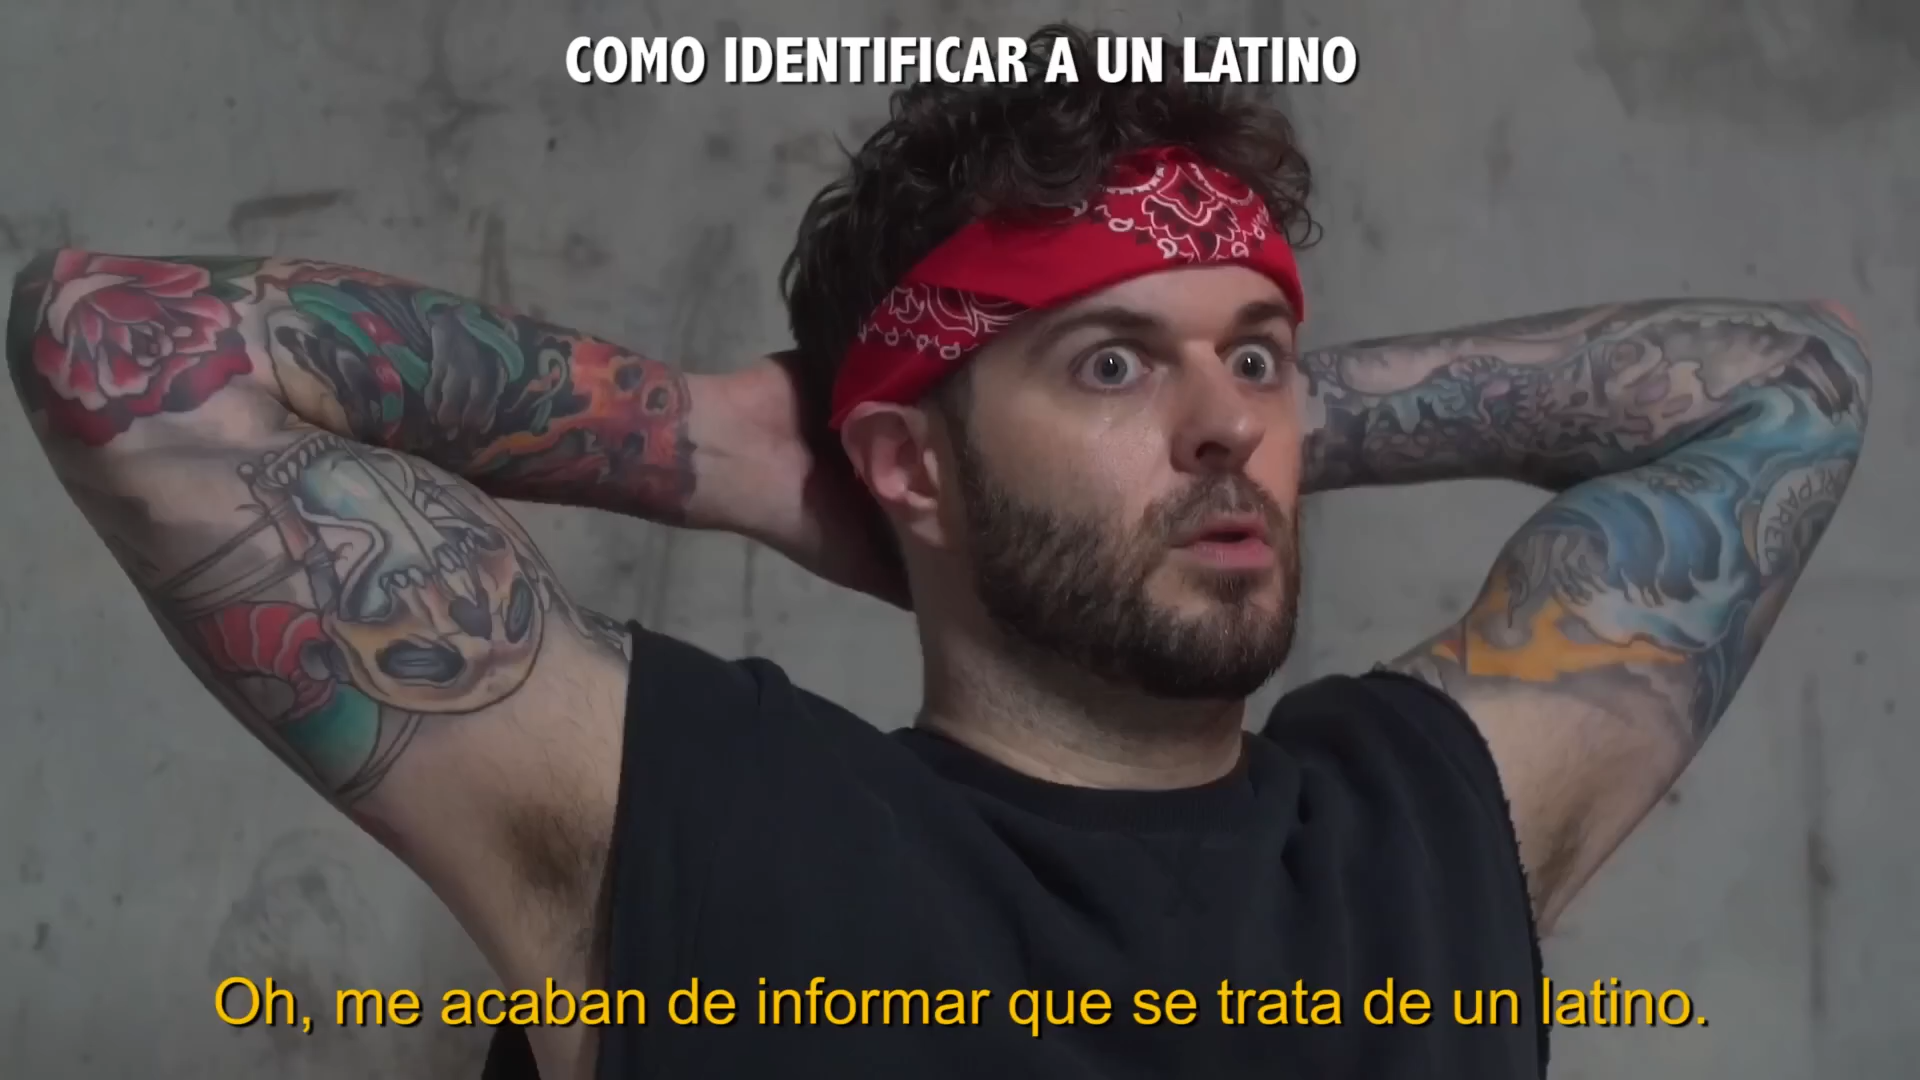 COMO IDENTIFICAR A UN LATINO
Oh, me acaban de informar que se trata de un latino.